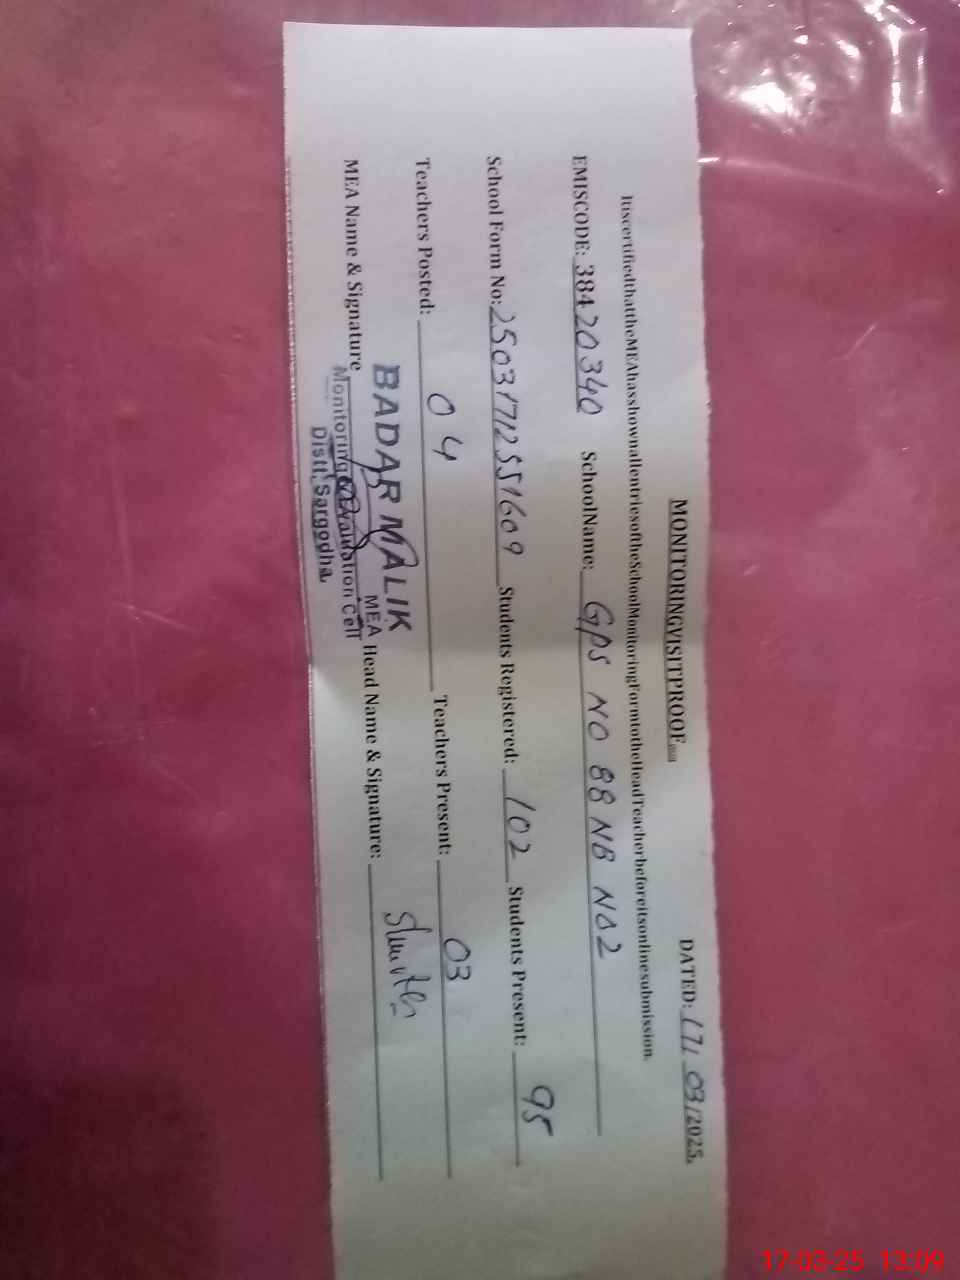 MONITORINGVISITPROOF
DATED: 17/ 03/2025.
ItiscertifiedthattheMEAhasshownallentriesoftheSchoolMonitoringFormtotheHeadTeacherbeforeitsonlinesubmission.
EMISCODE: 38420340 SchoolName: GPS NO 88 NB NO2
School Form No: 25031712551609 Students Registered: 102 Students Present: 95
Teachers Posted: 04 Teachers Present: 03
MEA Name & Signature BADAR MALIK Head Name & Signature:
MEA
Monitoring & Evaluation Cell
Distt. Sargodha.
17-03-25 13:09